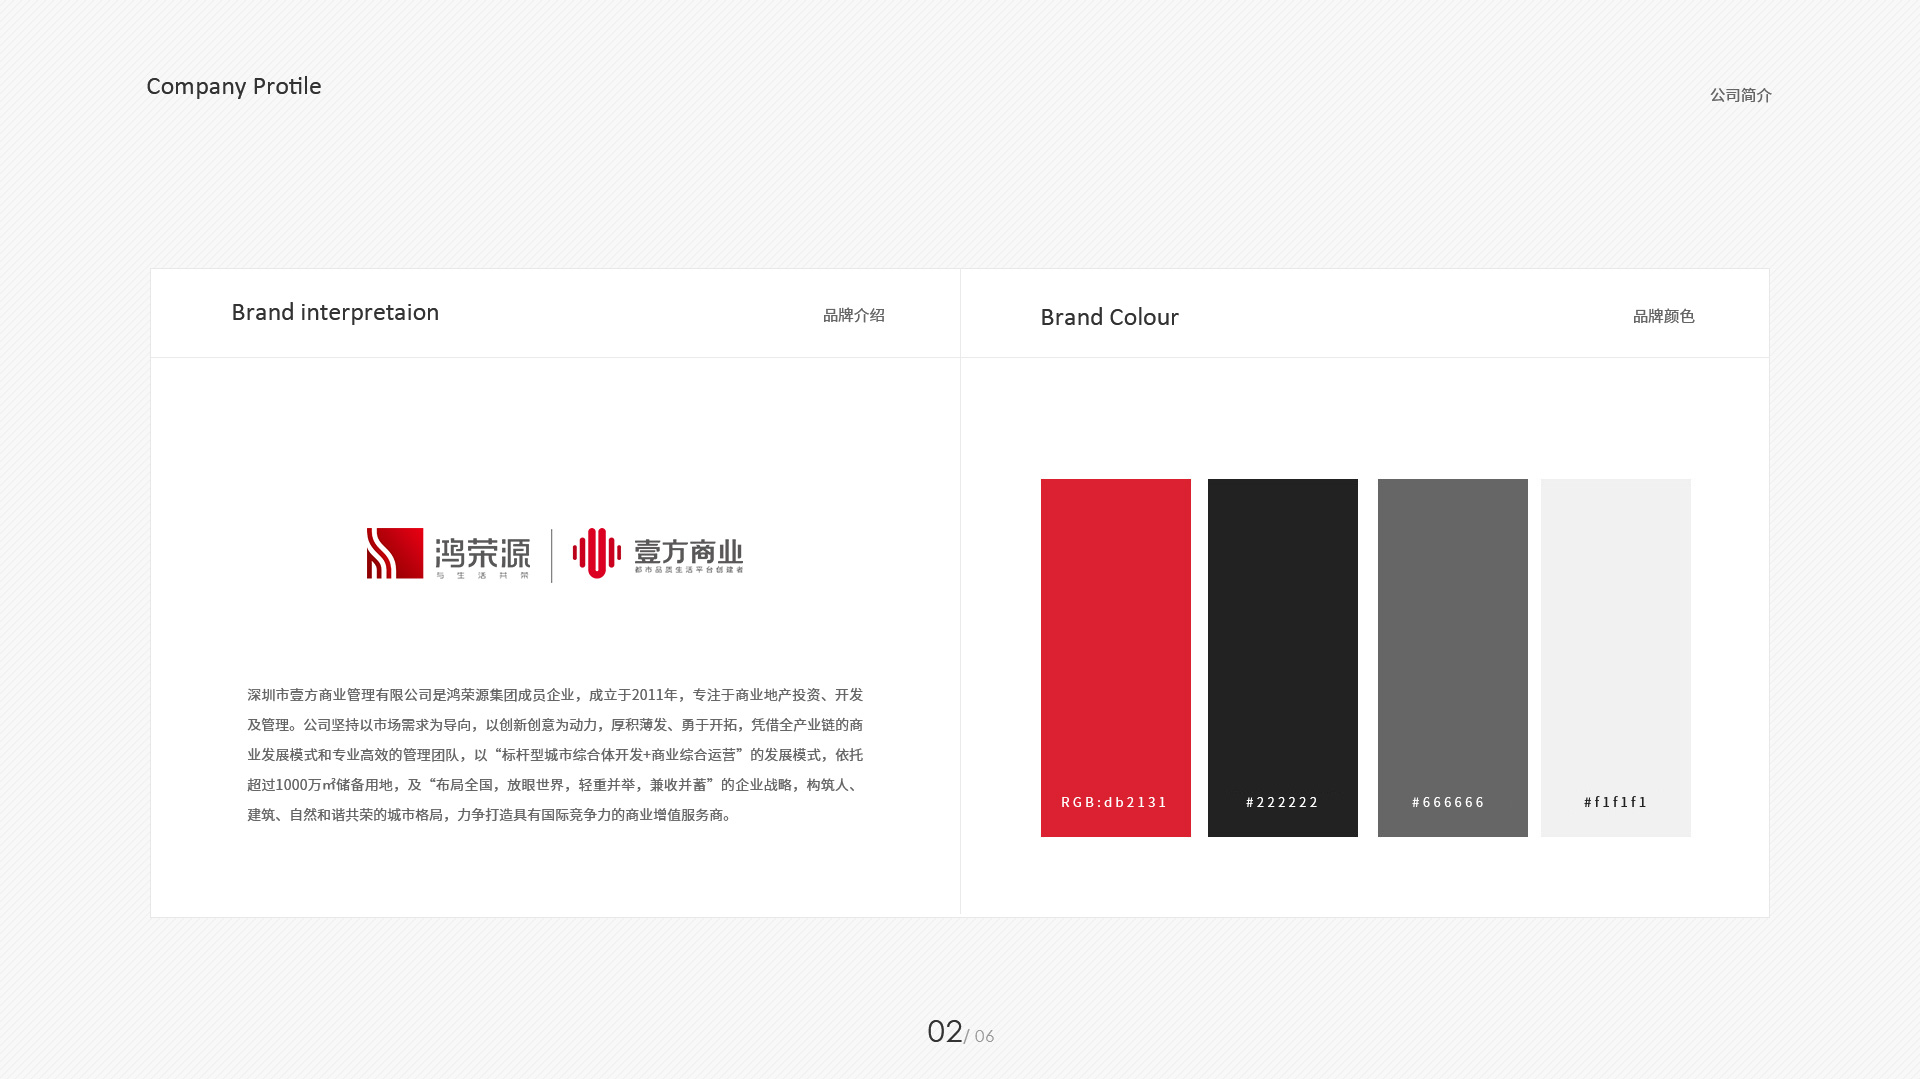 Company Protile
公司简介
Brand interpretaion
品牌介绍
Brand Colour
品牌颜色
鸿荣源
与生活共荣
壹方商业
都市品质生活平台创建者
深圳市壹方商业管理有限公司是鸿荣源集团成员企业，成立于2011年，专注于商业地产投资、开发
及管理。公司坚持以市场需求为导向，以创新创意为动力，厚积薄发、勇于开拓，凭借全产业链的商
业发展模式和专业高效的管理团队，以“标杆型城市综合体开发+商业综合运营”的发展模式，依托
超过1000万㎡储备用地，及“布局全国，放眼世界，轻重并举，兼收并蓄”的企业战略，构筑人、
建筑、自然和谐共荣的城市格局，力争打造具有国际竞争力的商业增值服务商。
RGB:db2131
#222222
#666666
#f1f1f1
02/ 06